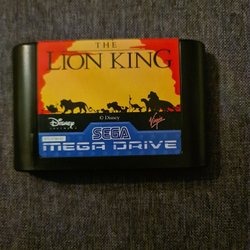 THE
LION KING
© Disney
Disney
Virgin
SEGA
MEGA DRIVE